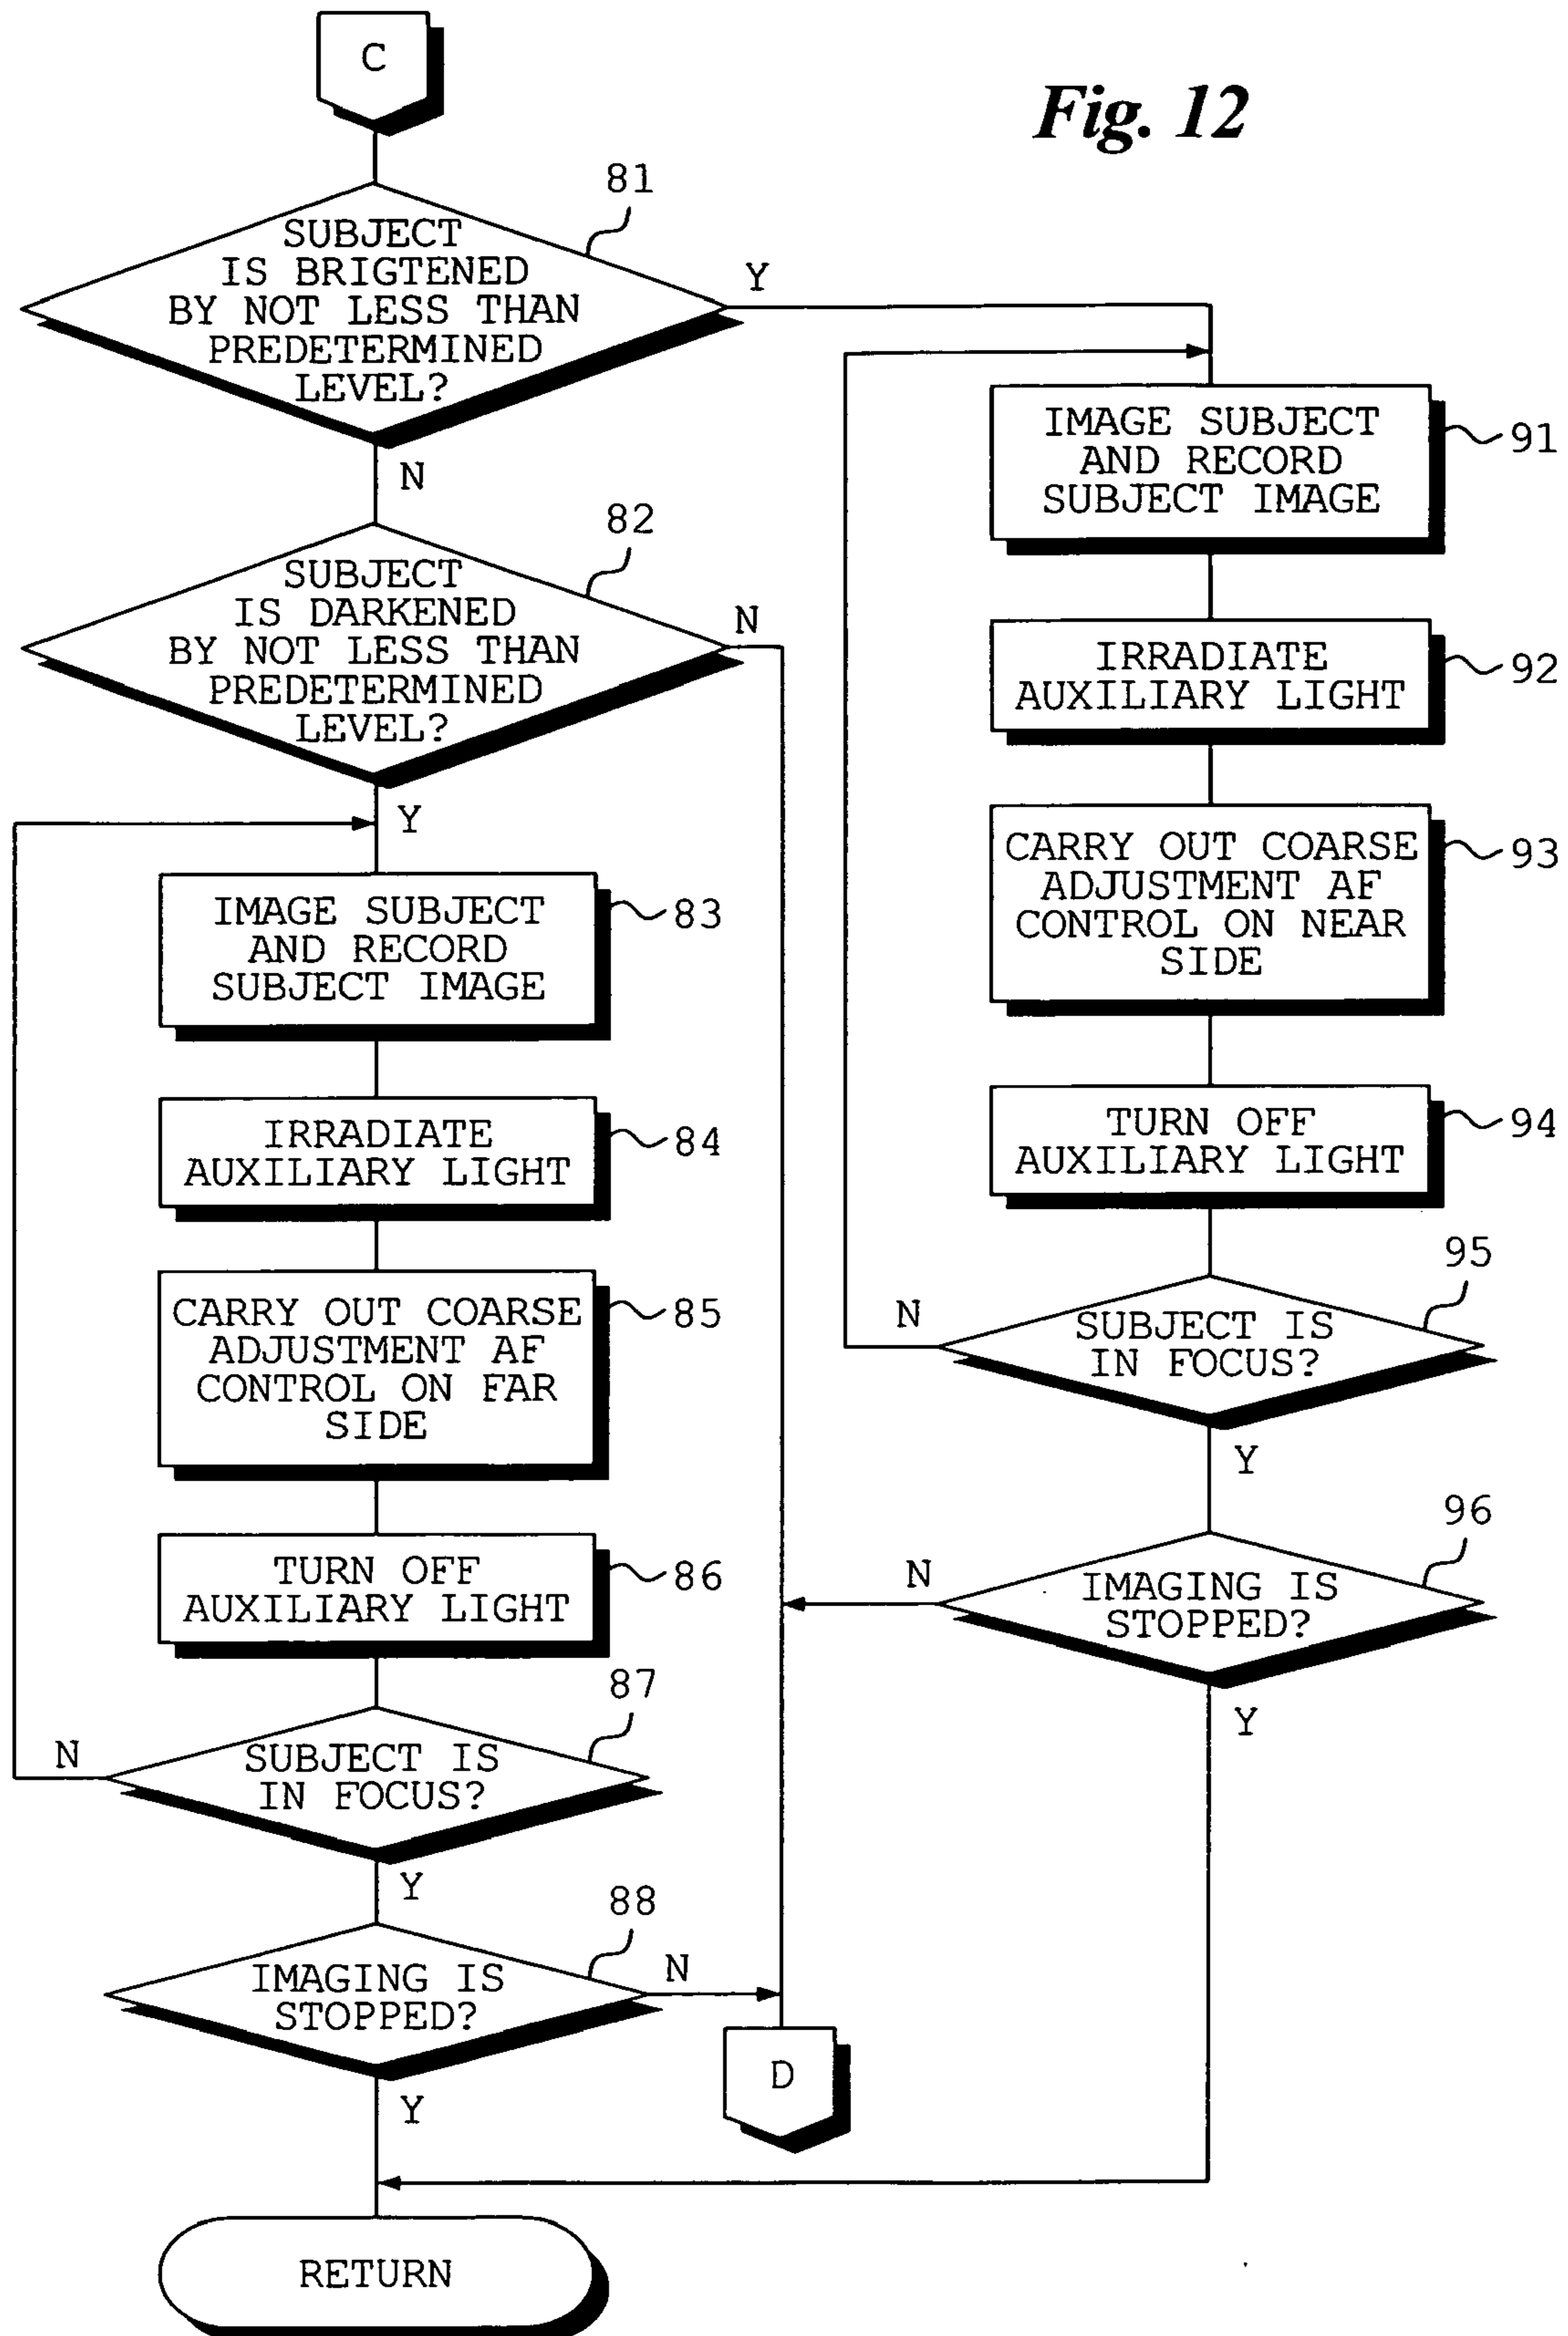 C
Fig. 12
81
SUBJECT
IS BRIGTENED
BY NOT LESS THAN
PREDETERMINED
LEVEL?
Y
N
82
SUBJECT
IS DARKENED
BY NOT LESS THAN
PREDETERMINED
LEVEL?
N
Y
IMAGE SUBJECT
AND RECORD
SUBJECT IMAGE
83
IRRADIATE
AUXILIARY LIGHT
84
CARRY OUT COARSE
ADJUSTMENT AF
CONTROL ON FAR
SIDE
85
TURN OFF
AUXILIARY LIGHT
86
87
SUBJECT IS
IN FOCUS?
N
Y
88
IMAGING IS
STOPPED?
N
Y
D
RETURN
IMAGE SUBJECT
AND RECORD
SUBJECT IMAGE
91
IRRADIATE
AUXILIARY LIGHT
92
CARRY OUT COARSE
ADJUSTMENT AF
CONTROL ON NEAR
SIDE
93
TURN OFF
AUXILIARY LIGHT
94
95
SUBJECT IS
IN FOCUS?
N
Y
96
IMAGING IS
STOPPED?
N
Y